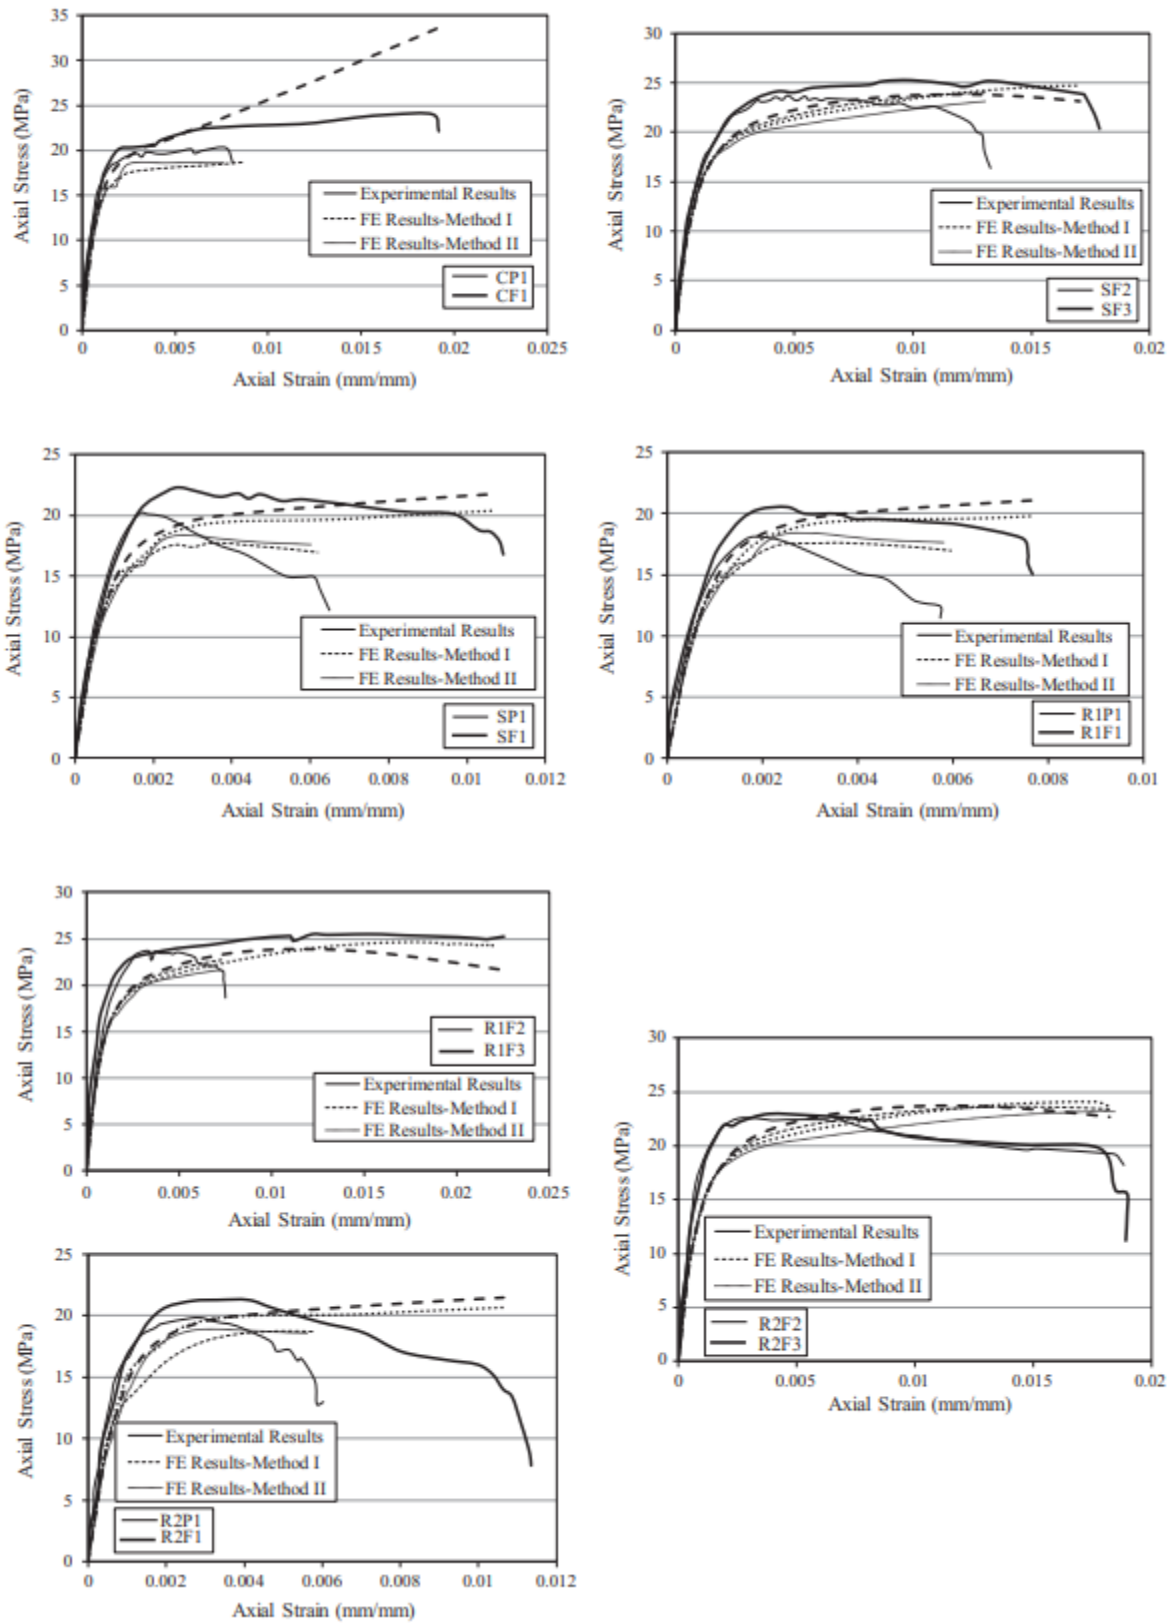 35
30
25
20
15
10
5
0
Axial Stress (MPa)
Experimental Results
FE Results-Method I
FE Results-Method II
CP1
CF1
0 0.005 0.01 0.015 0.02 0.025
Axial Strain (mm/mm)
30
25
20
15
10
5
0
Axial Stress (MPa)
Experimental Results
FE Results-Method I
FE Results-Method II
SF2
SF3
0 0.005 0.01 0.015 0.02
Axial Strain (mm/mm)
25
20
15
10
5
0
Axial Stress (MPa)
Experimental Results
FE Results-Method I
FE Results-Method II
SP1
SF1
0 0.002 0.004 0.006 0.008 0.01 0.012
Axial Strain (mm/mm)
25
20
15
10
5
0
Axial Stress (MPa)
Experimental Results
FE Results-Method I
FE Results-Method II
R1P1
R1F1
0 0.002 0.004 0.006 0.008 0.01
Axial Strain (mm/mm)
30
25
20
15
10
5
0
Axial Stress (MPa)
R1F2
R1F3
Experimental Results
FE Results-Method I
FE Results-Method II
0 0.005 0.01 0.015 0.02 0.025
Axial Strain (mm/mm)
30
25
20
15
10
5
0
Axial Stress (MPa)
Experimental Results
FE Results-Method I
FE Results-Method II
R2F2
R2F3
0 0.005 0.01 0.015 0.02
Axial Strain (mm/mm)
25
20
15
10
5
0
Axial Stress (MPa)
Experimental Results
FE Results-Method I
FE Results-Method II
R2P1
R2F1
0 0.002 0.004 0.006 0.008 0.01 0.012
Axial Strain (mm/mm)